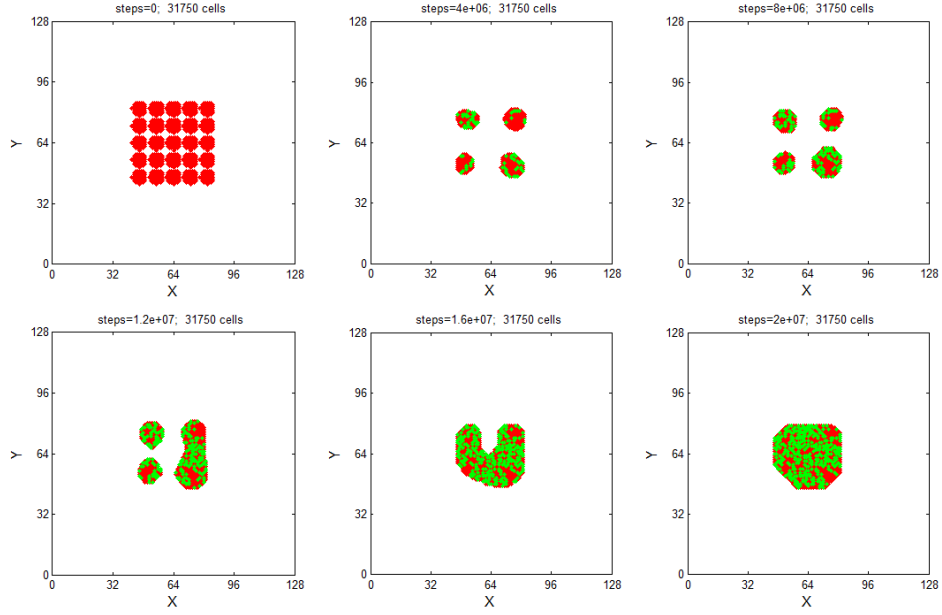 steps=0;  31750 cells
steps=4e+06;  31750 cells
steps=8e+06;  31750 cells
128
96
64
32
0
Y
0 32 64 96 128
X
128
96
64
32
0
Y
0 32 64 96 128
X
128
96
64
32
0
Y
0 32 64 96 128
X
steps=1.2e+07;  31750 cells
steps=1.6e+07;  31750 cells
steps=2e+07;  31750 cells
128
96
64
32
0
Y
0 32 64 96 128
X
128
96
64
32
0
Y
0 32 64 96 128
X
128
96
64
32
0
Y
0 32 64 96 128
X